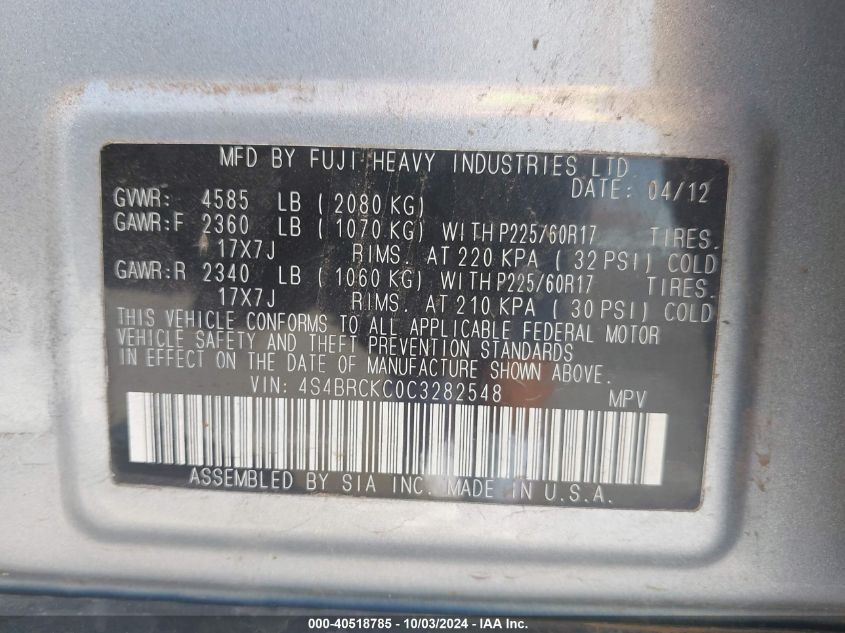 MFD BY FUJI HEAVY INDUSTRIES LTD
DATE: 04/12
GVWR: 4585 LB ( 2080 KG)
GAWR: F 2360 LB ( 1070 KG) WITH P225/60R17 TIRES.
17X7J RIMS. AT 220 KPA ( 32 PSI) COLD
GAWR: R 2340 LB ( 1060 KG) WITH P225/60R17 TIRES.
17X7J RIMS. AT 210 KPA ( 30 PSI) COLD
THIS VEHICLE CONFORMS TO ALL APPLICABLE FEDERAL MOTOR
VEHICLE SAFETY AND THEFT PREVENTION STANDARDS
IN EFFECT ON THE DATE OF MANUFACTURE SHOWN ABOVE.
VIN: 4S4BRCKC0C3282548 MPV
ASSEMBLED BY SIA INC. MADE IN U.S.A.
000-40518785 - 10/03/2024 - IAA Inc.